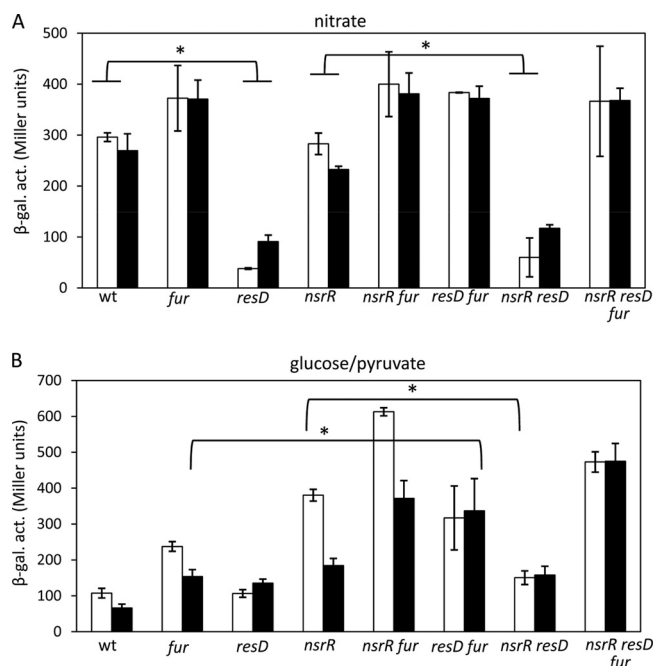 A
nitrate
β-gal. act. (Miller units)
500
400
300
200
100
0
*
*
wt
fur
resD
nsrR
nsrR fur
resD fur
nsrR resD
nsrR resD
fur
B
glucose/pyruvate
β-gal. act. (Miller units)
700
600
500
400
300
200
100
0
*
*
wt
fur
resD
nsrR
nsrR fur
resD fur
nsrR resD
nsrR resD
fur